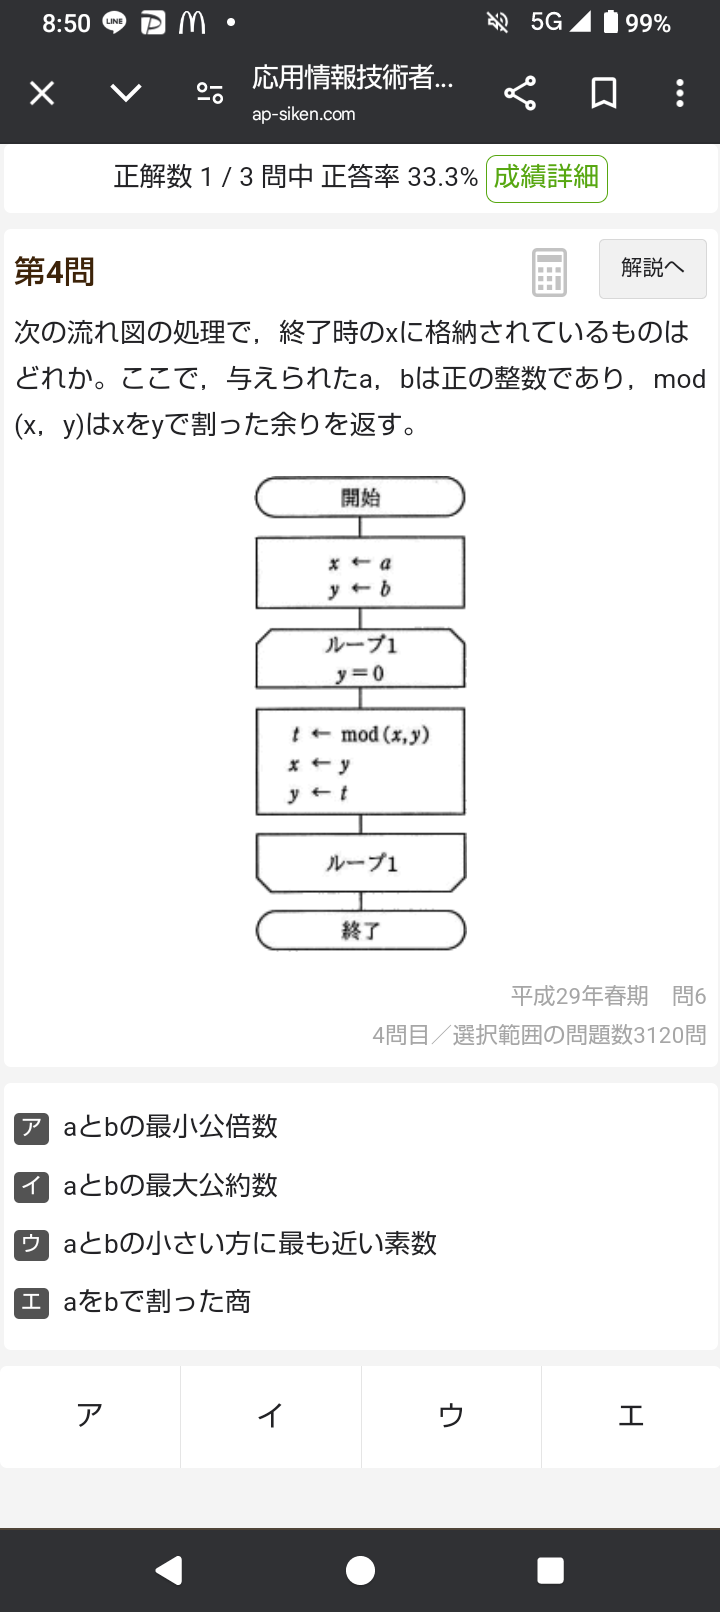 8:50 LINE 5G 99%
応用情報技術者...
ap-siken.com
正解数 1 / 3 問中 正答率 33.3% 成績詳細
第4問
解説へ
次の流れ図の処理で，終了時のxに格納されているものは
どれか。ここで，与えられたa，bは正の整数であり，mod
(x，y)はxをyで割った余りを返す。
開始
x ← a
y ← b
ループ1
y＝0
t ← mod(x,y)
x ← y
y ← t
ループ1
終了
平成29年春期　問6
4問目／選択範囲の問題数3120問
ア aとbの最小公倍数
イ aとbの最大公約数
ウ aとbの小さい方に最も近い素数
エ aをbで割った商
ア イ ウ エ